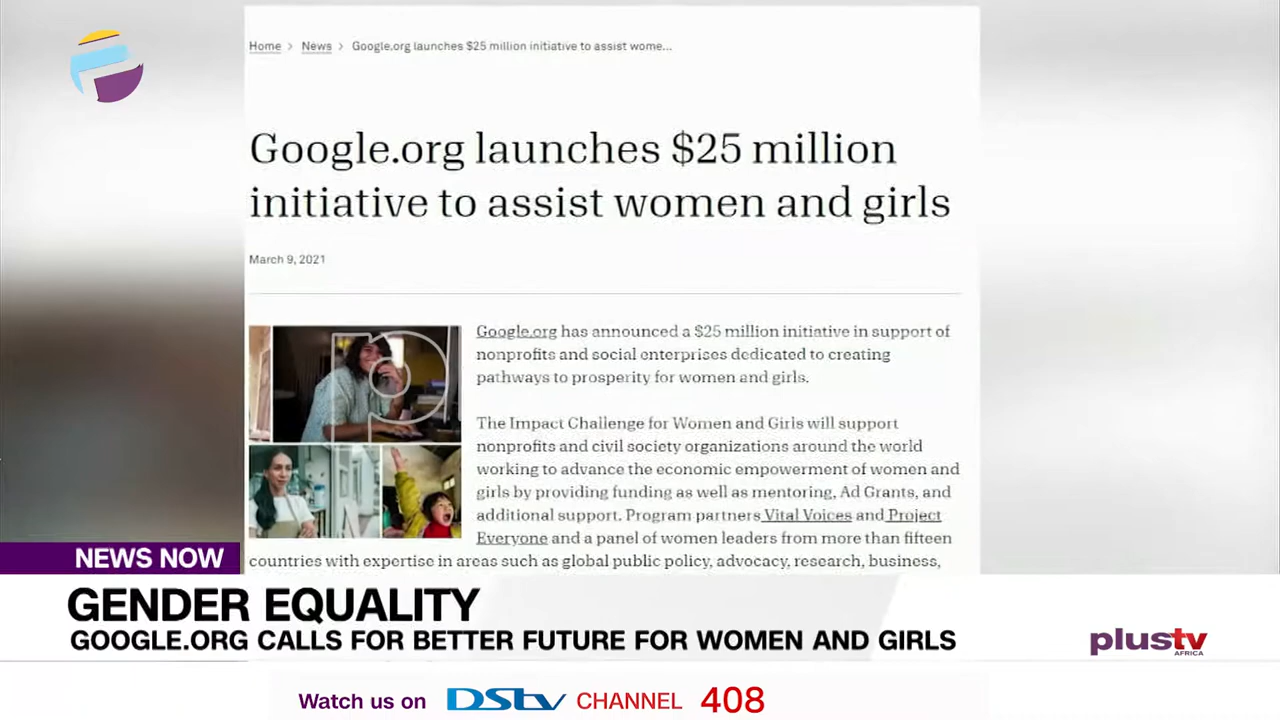 Home > News > Google.org launches $25 million initiative to assist wome...
Google.org launches $25 million
initiative to assist women and girls
March 9, 2021
Google.org has announced a $25 million initiative in support of
nonprofits and social enterprises dedicated to creating
pathways to prosperity for women and girls.
The Impact Challenge for Women and Girls will support
nonprofits and civil society organizations around the world
working to advance the economic empowerment of women and
girls by providing funding as well as mentoring, Ad Grants, and
additional support. Program partners Vital Voices and Project
Everyone and a panel of women leaders from more than fifteen
countries with expertise in areas such as global public policy, advocacy, research, business,
NEWS NOW
GENDER EQUALITY
GOOGLE.ORG CALLS FOR BETTER FUTURE FOR WOMEN AND GIRLS
plustv
AFRICA
Watch us on DStv CHANNEL 408